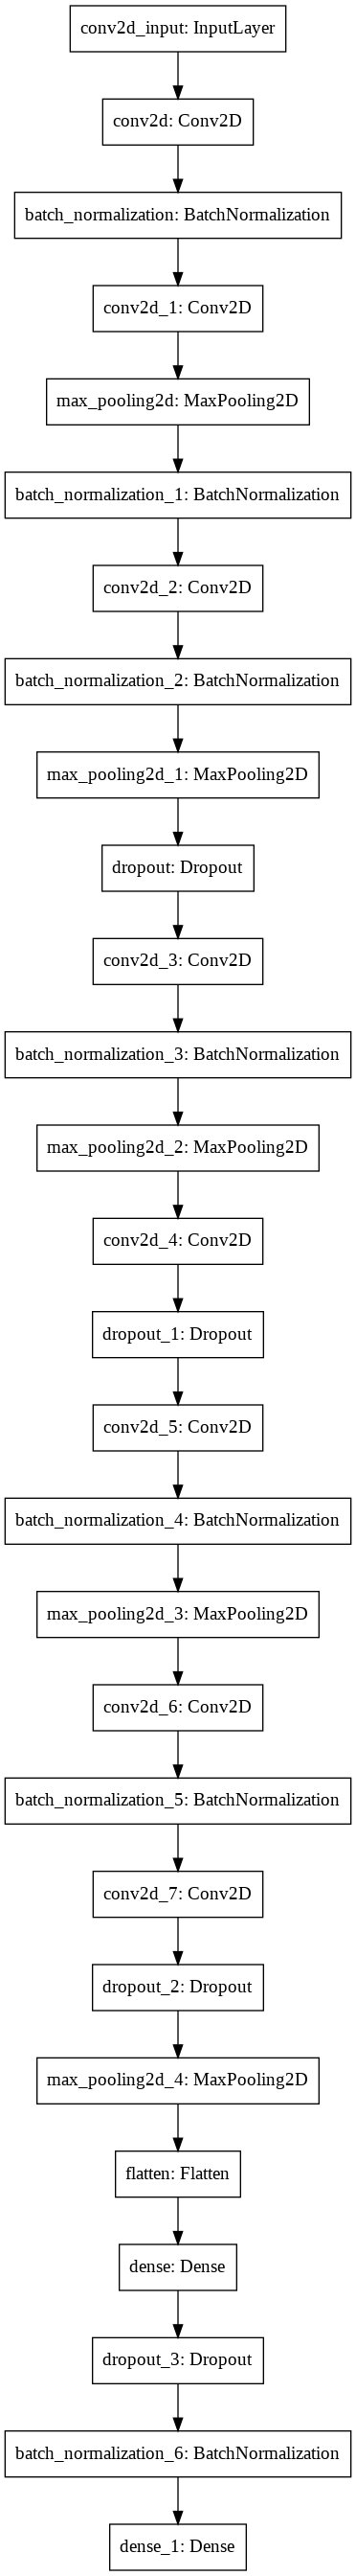 conv2d_input: InputLayer
conv2d: Conv2D
batch_normalization: BatchNormalization
conv2d_1: Conv2D
max_pooling2d: MaxPooling2D
batch_normalization_1: BatchNormalization
conv2d_2: Conv2D
batch_normalization_2: BatchNormalization
max_pooling2d_1: MaxPooling2D
dropout: Dropout
conv2d_3: Conv2D
batch_normalization_3: BatchNormalization
max_pooling2d_2: MaxPooling2D
conv2d_4: Conv2D
dropout_1: Dropout
conv2d_5: Conv2D
batch_normalization_4: BatchNormalization
max_pooling2d_3: MaxPooling2D
conv2d_6: Conv2D
batch_normalization_5: BatchNormalization
conv2d_7: Conv2D
dropout_2: Dropout
max_pooling2d_4: MaxPooling2D
flatten: Flatten
dense: Dense
dropout_3: Dropout
batch_normalization_6: BatchNormalization
dense_1: Dense